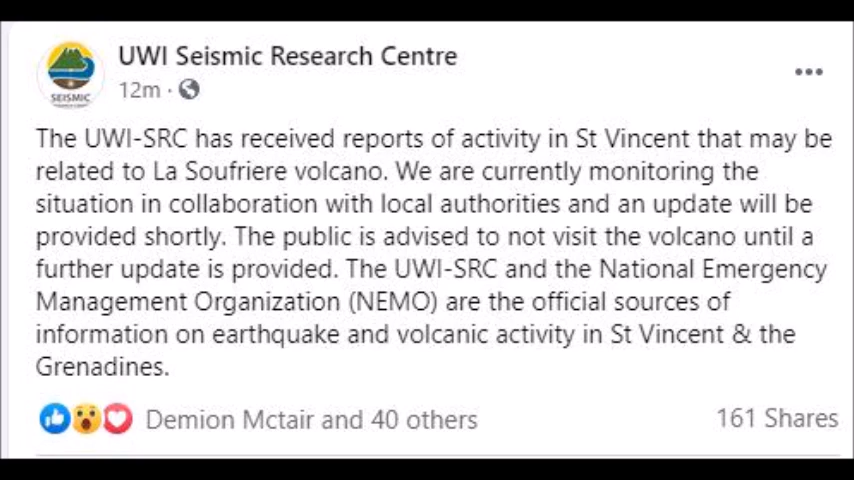 UWI Seismic Research Centre
12m ·
SEISMIC
The UWI-SRC has received reports of activity in St Vincent that may be
related to La Soufriere volcano. We are currently monitoring the
situation in collaboration with local authorities and an update will be
provided shortly. The public is advised to not visit the volcano until a
further update is provided. The UWI-SRC and the National Emergency
Management Organization (NEMO) are the official sources of
information on earthquake and volcanic activity in St Vincent & the
Grenadines.
Demion Mctair and 40 others
161 Shares